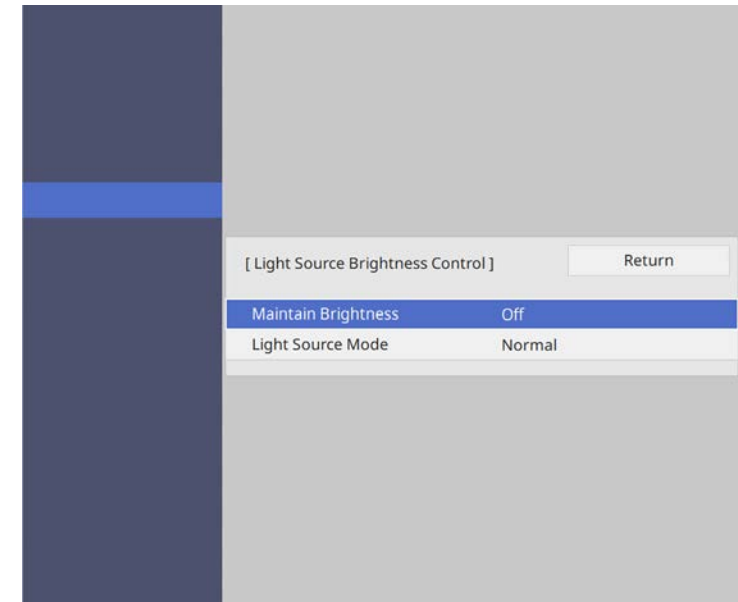 [ Light Source Brightness Control ] Return
Maintain Brightness Off
Light Source Mode Normal